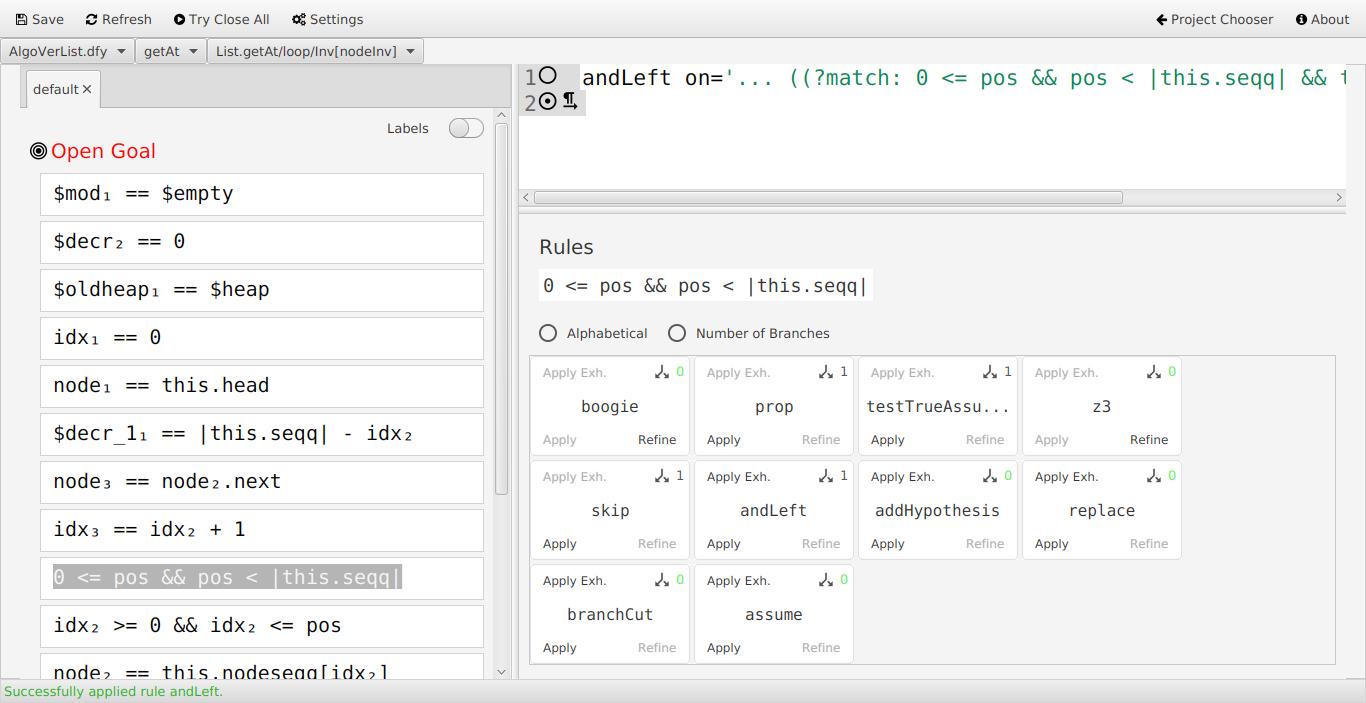 Save Refresh Try Close All Settings Project Chooser About
AlgoVerList.dfy getAt List.getAt/loop/Inv[nodeInv]
default
Labels
Open Goal
$mod₁ == $empty
$decr₂ == 0
$oldheap₁ == $heap
idx₁ == 0
node₁ == this.head
$decr_1₁ == |this.seqq| - idx₂
node₃ == node₂.next
idx₃ == idx₂ + 1
0 <= pos && pos < |this.seqq|
idx₂ >= 0 && idx₂ <= pos
node₂ == this.nodeseqq[idx₂]
1 andLeft on='... ((?match: 0 <= pos && pos < |this.seqq| && t
2
Rules
0 <= pos && pos < |this.seqq|
Alphabetical Number of Branches
Apply Exh. 0 Apply Exh. 1 Apply Exh. 1 Apply Exh. 0
boogie prop testTrueAssu... z3
Apply Refine Apply Refine Apply Refine Apply Refine
Apply Exh. 1 Apply Exh. 1 Apply Exh. 0 Apply Exh. 0
skip andLeft addHypothesis replace
Apply Refine Apply Refine Apply Refine Apply Refine
Apply Exh. 0 Apply Exh. 0
branchCut assume
Apply Refine Apply Refine
Successfully applied rule andLeft.